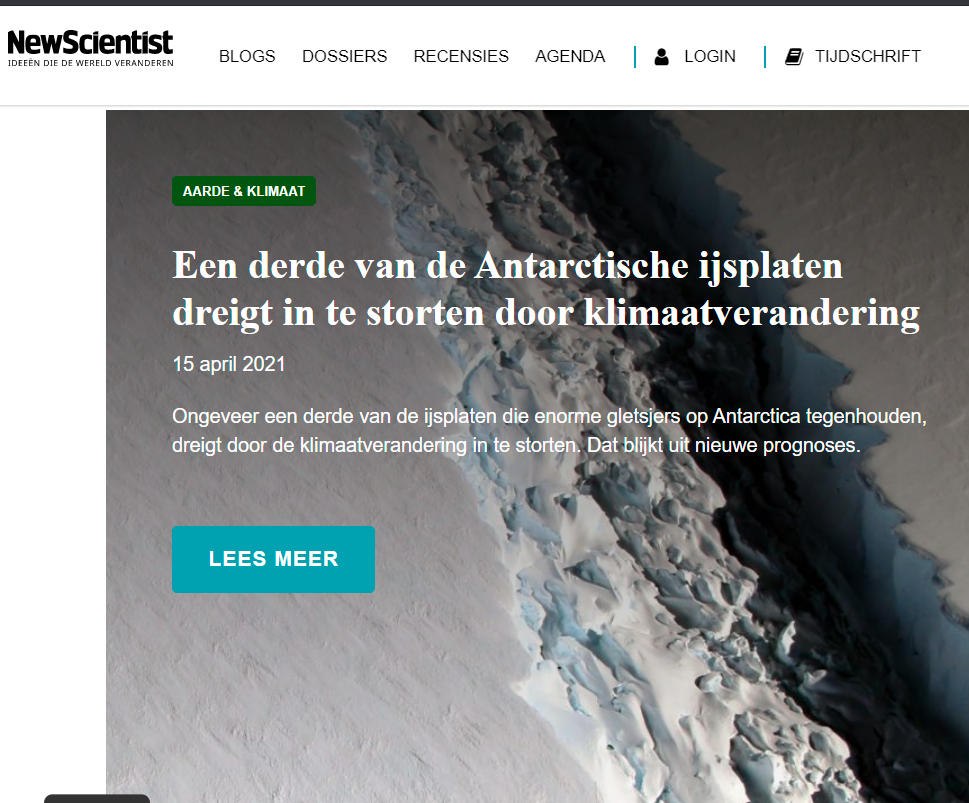 NewScientist
IDEEËN DIE DE WERELD VERANDEREN
BLOGS DOSSIERS RECENSIES AGENDA LOGIN TIJDSCHRIFT
AARDE & KLIMAAT
Een derde van de Antarctische ijsplaten
dreigt in te storten door klimaatverandering
15 april 2021
Ongeveer een derde van de ijsplaten die enorme gletsjers op Antarctica tegenhouden,
dreigt door de klimaatverandering in te storten. Dat blijkt uit nieuwe prognoses.
LEES MEER